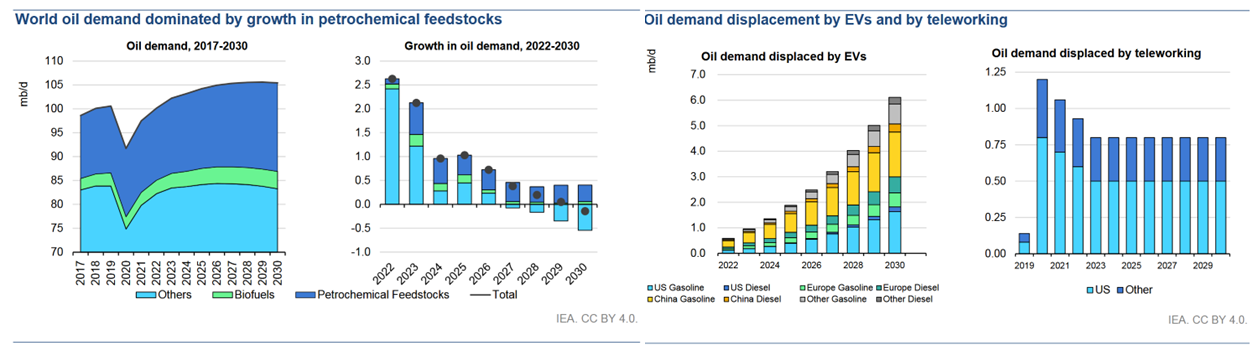 World oil demand dominated by growth in petrochemical feedstocks
Oil demand, 2017-2030
mb/d
110
105
100
95
90
85
80
75
70
2017 2018 2019 2020 2021 2022 2023 2024 2025 2026 2027 2028 2029 2030
Growth in oil demand, 2022-2030
3.0
2.5
2.0
1.5
1.0
0.5
0.0
-0.5
-1.0
2022 2023 2024 2025 2026 2027 2028 2029 2030
Others Biofuels Petrochemical Feedstocks Total
IEA. CC BY 4.0.
Oil demand displacement by EVs and by teleworking
mb/d
Oil demand displaced by EVs
7.0
6.0
5.0
4.0
3.0
2.0
1.0
0.0
2022 2024 2026 2028 2030
US Gasoline US Diesel Europe Gasoline Europe Diesel
China Gasoline China Diesel Other Gasoline Other Diesel
Oil demand displaced by teleworking
1.25
1.00
0.75
0.50
0.25
0.00
2019 2021 2023 2025 2027 2029
US Other
IEA. CC BY 4.0.